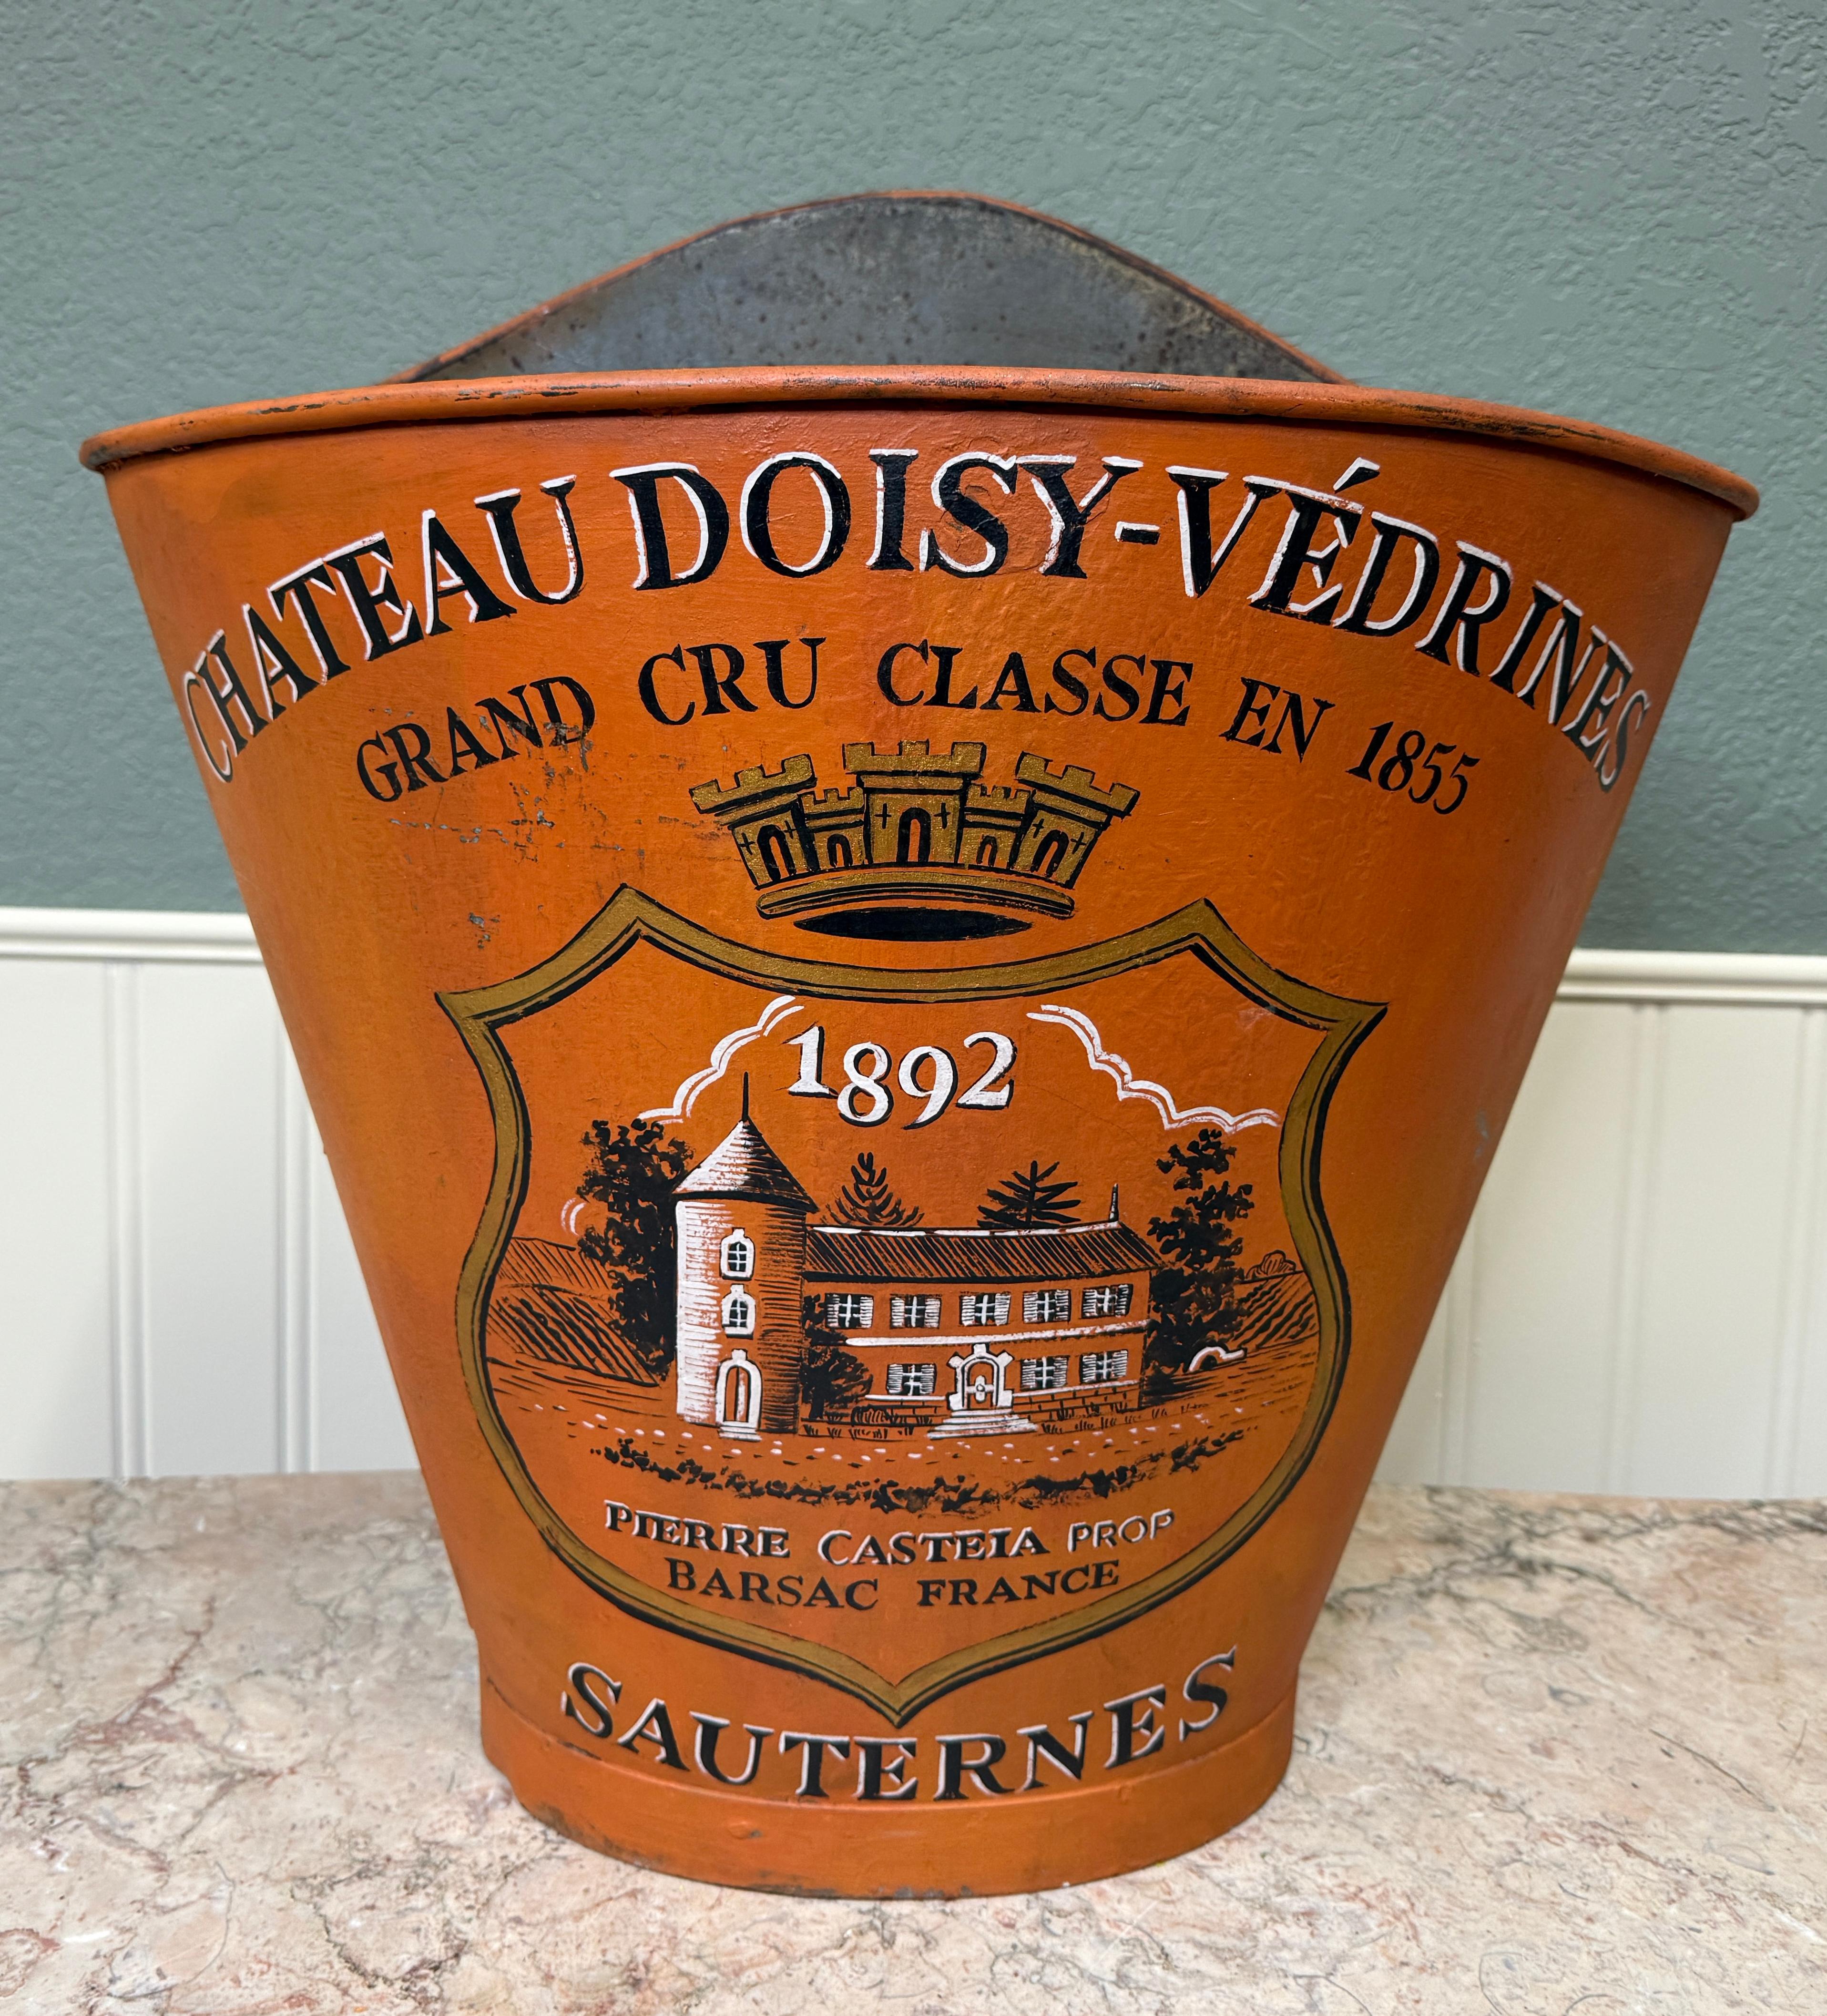 CHATEAU DOISY-VÉDRINES
GRAND CRU CLASSE EN 1855
1892
PIERRE CASTEIA PROP
BARSAC FRANCE
SAUTERNES